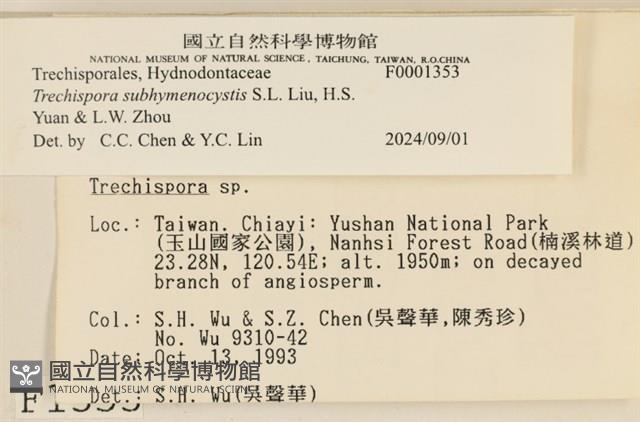 國立自然科學博物館
NATIONAL MUSEUM OF NATURAL SCIENCE, TAICHUNG, TAIWAN, R.O.CHINA
Trechisporales, Hydnodontaceae F0001353
Trechispora subhymenocystis S.L. Liu, H.S.
Yuan & L.W. Zhou
Det. by C.C. Chen & Y.C. Lin 2024/09/01
Trechispora sp.
Loc.: Taiwan. Chiayi: Yushan National Park
(玉山國家公園), Nanhsi Forest Road(楠溪林道)
23.28N, 120.54E; alt. 1950m; on decayed
branch of angiosperm.
Col.: S.H. Wu & S.Z. Chen(吳聲華,陳秀珍)
No. Wu 9310-42
Date: Oct. 13, 1993
國立自然科學博物館
NATIONAL MUSEUM OF NATURAL SCIENCE
Det.: S.H. Wu(吳聲華)